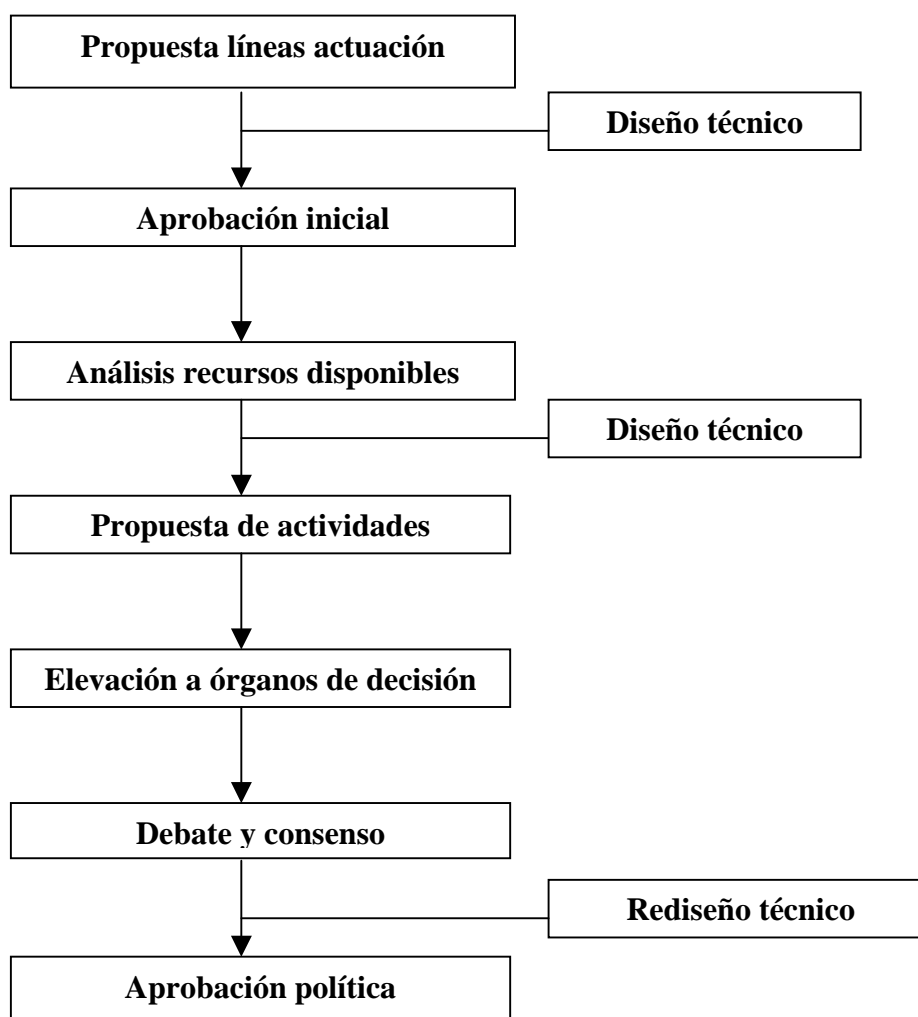 Propuesta líneas actuación
Diseño técnico
Aprobación inicial
Análisis recursos disponibles
Diseño técnico
Propuesta de actividades
Elevación a órganos de decisión
Debate y consenso
Rediseño técnico
Aprobación política